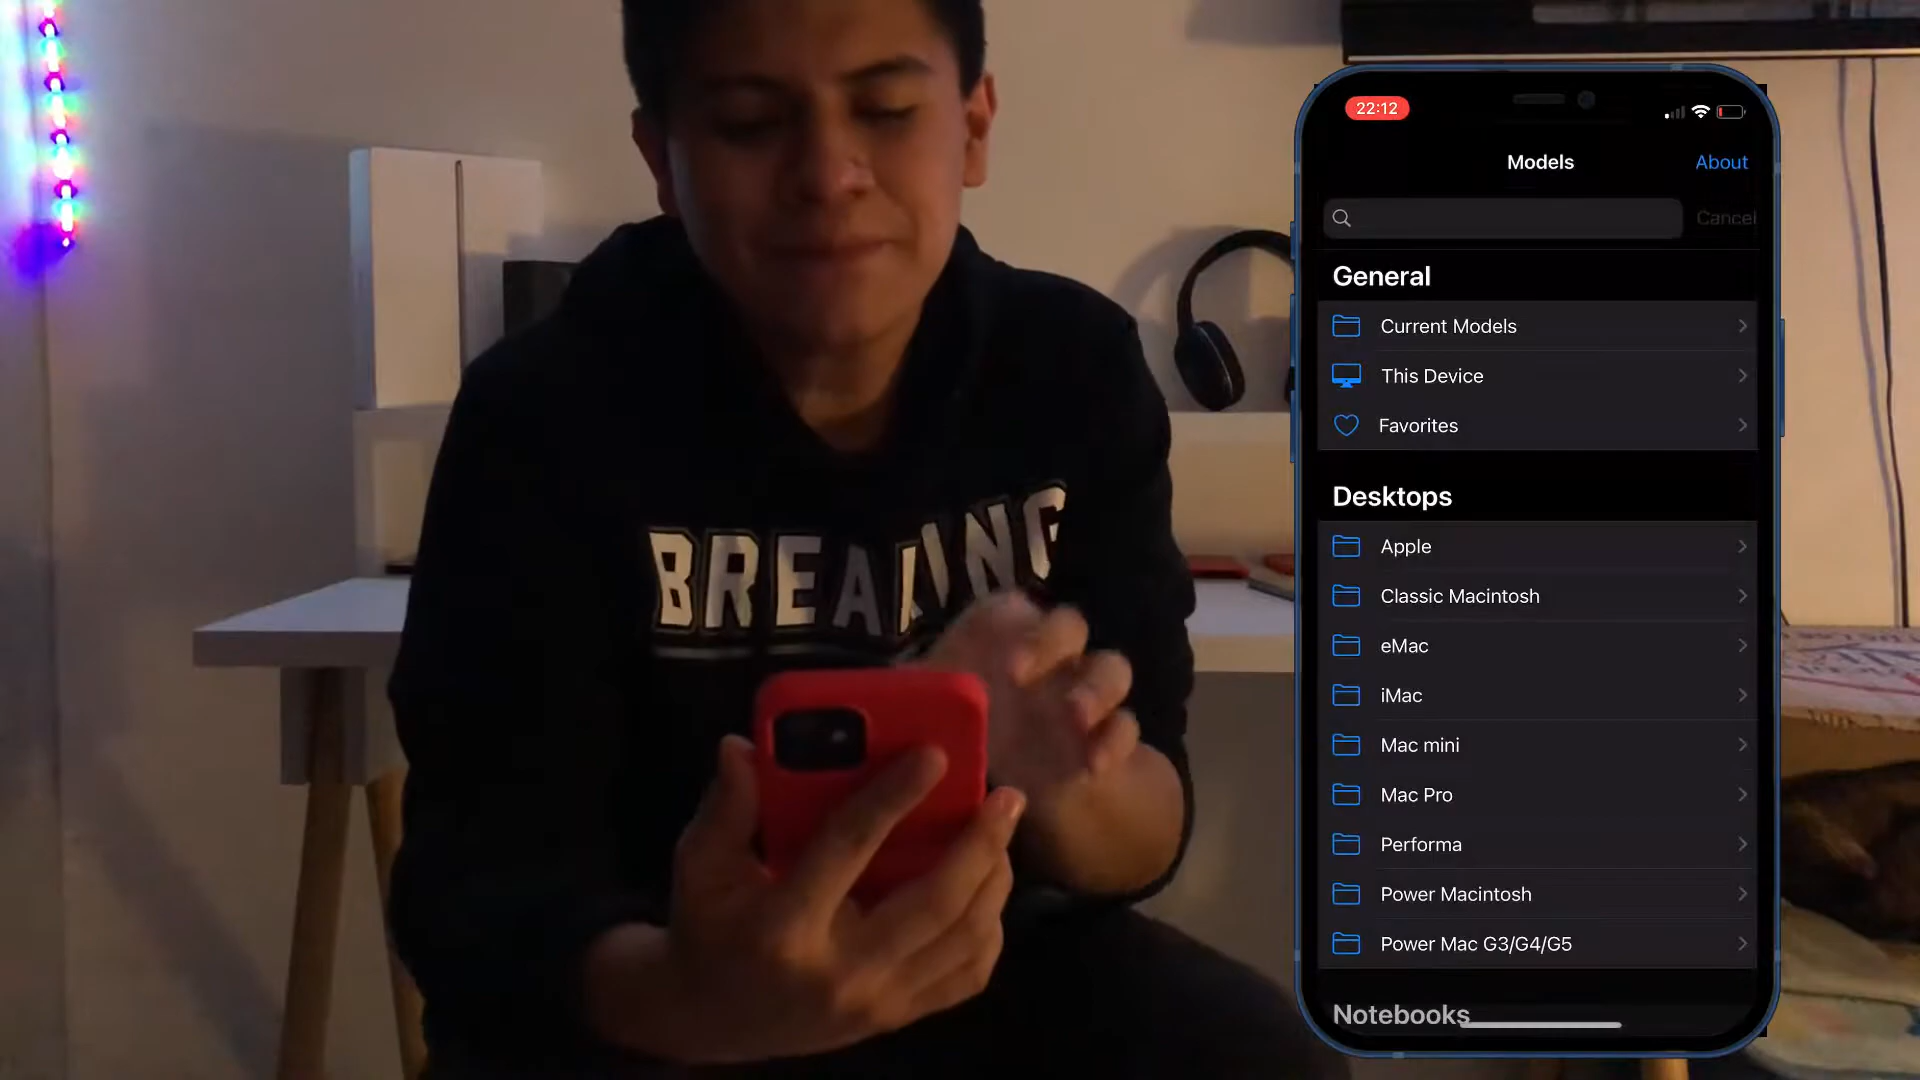 BREAKING
22:12
Models
About
Cancel
General
Current Models
This Device
Favorites
Desktops
Apple
Classic Macintosh
eMac
iMac
Mac mini
Mac Pro
Performa
Power Macintosh
Power Mac G3/G4/G5
Notebooks